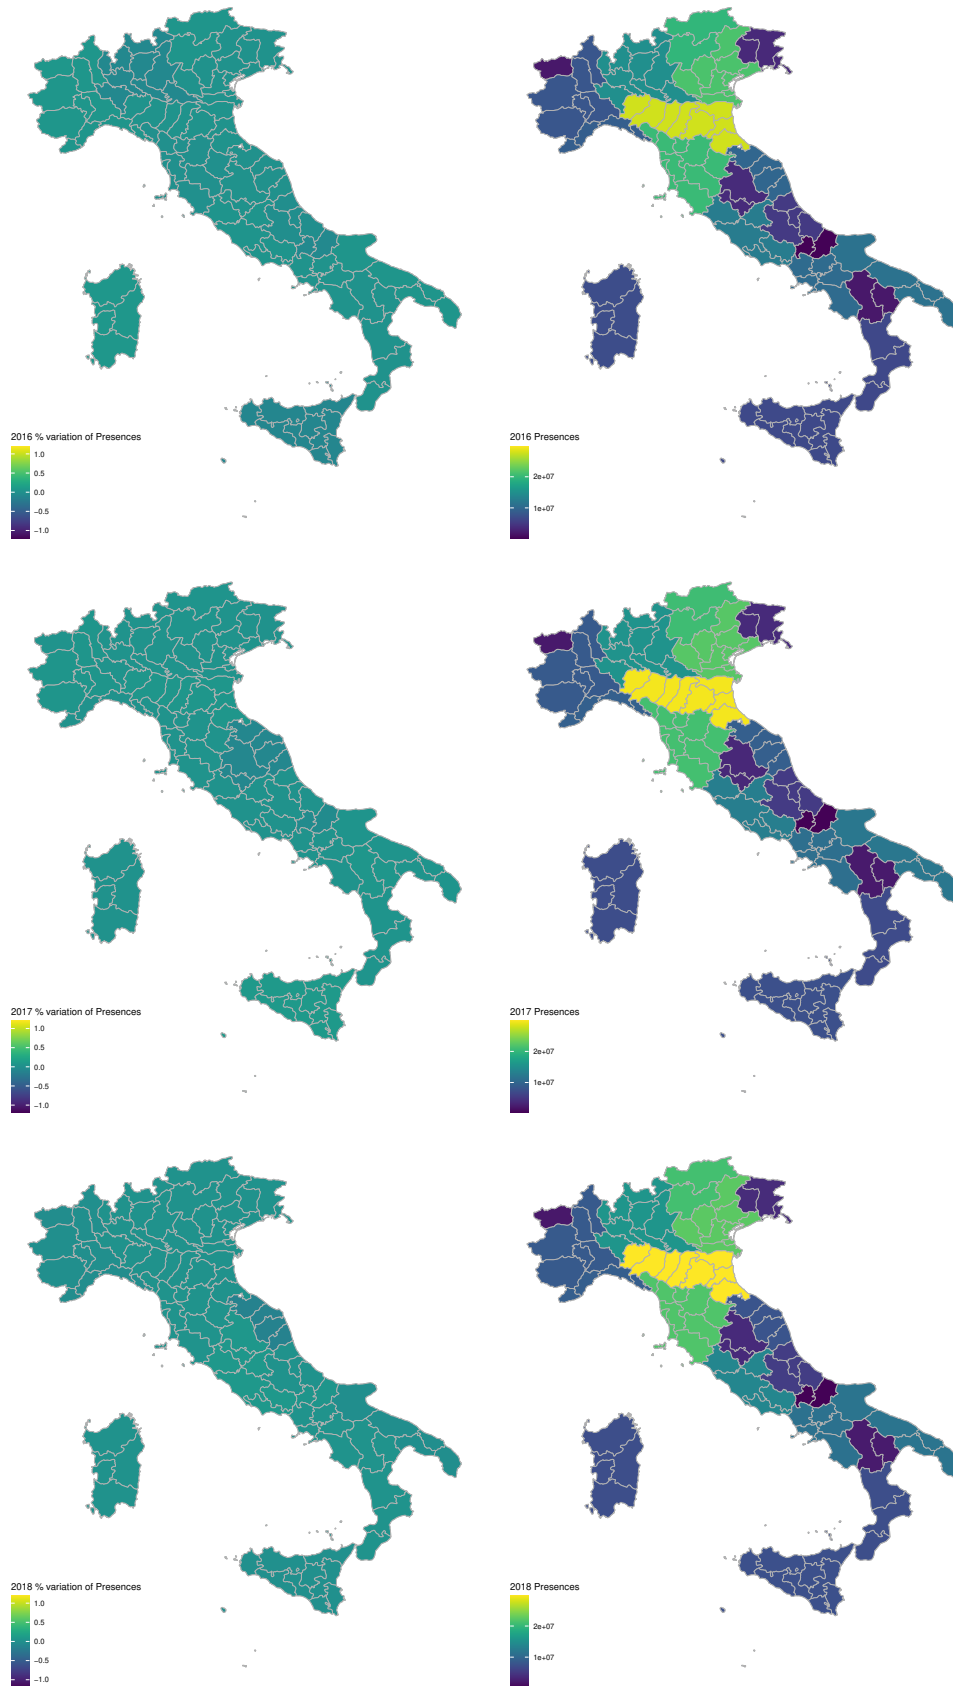 2016 % variation of Presences
1.0
0.5
0.0
−0.5
−1.0
2016 Presences
2e+07
1e+07
2017 % variation of Presences
1.0
0.5
0.0
−0.5
−1.0
2017 Presences
2e+07
1e+07
2018 % variation of Presences
1.0
0.5
0.0
−0.5
−1.0
2018 Presences
2e+07
1e+07